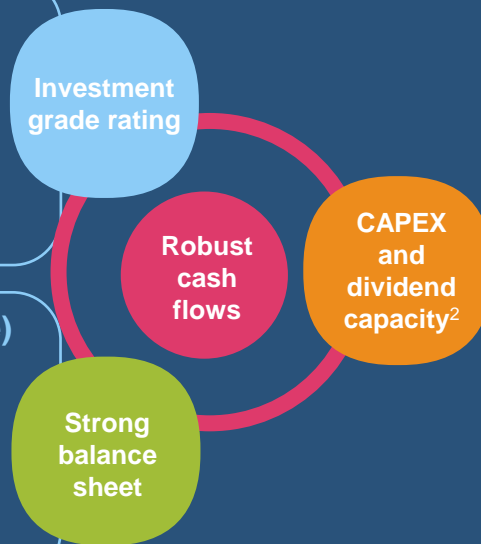 Investment
grade rating
Robust
cash
flows
CAPEX
and
dividend
capacity2
)
Strong
balance
sheet